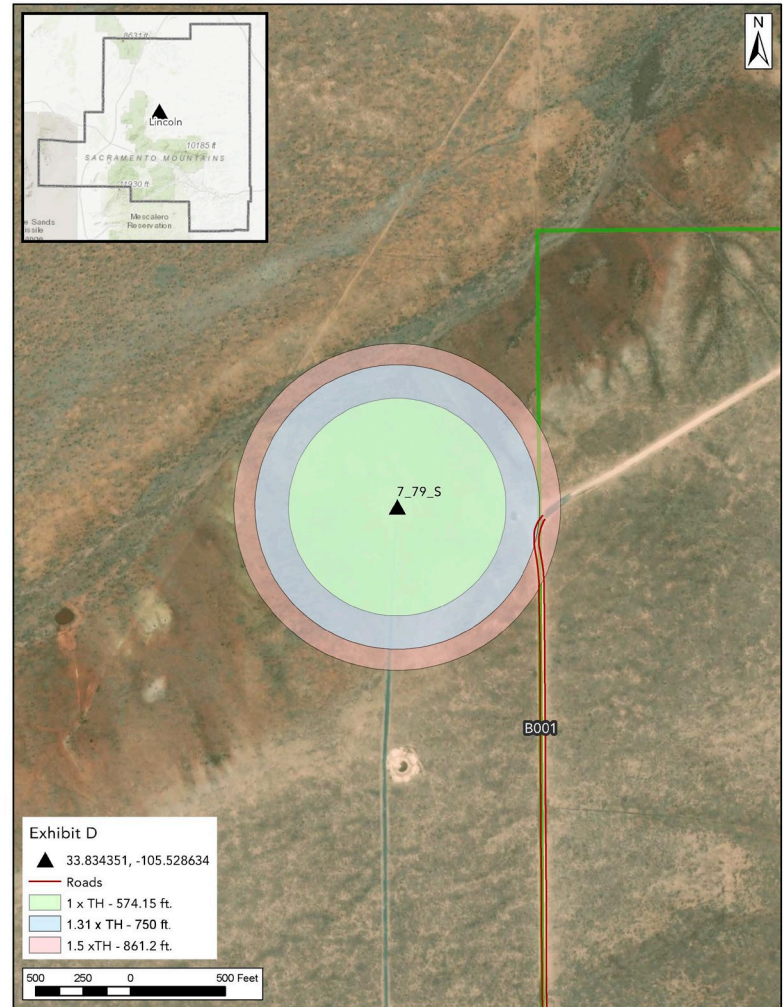 N
8631 ft
Lincoln
10185 ft
SACRAMENTO MOUNTAINS
11930 ft
e Sands
issile
ange
Mescalero
Reservation
7_79_S
B001
Exhibit D
33.834351, -105.528634
Roads
1 x TH - 574.15 ft.
1.31 x TH - 750 ft.
1.5 xTH - 861.2 ft.
500 250 0 500 Feet